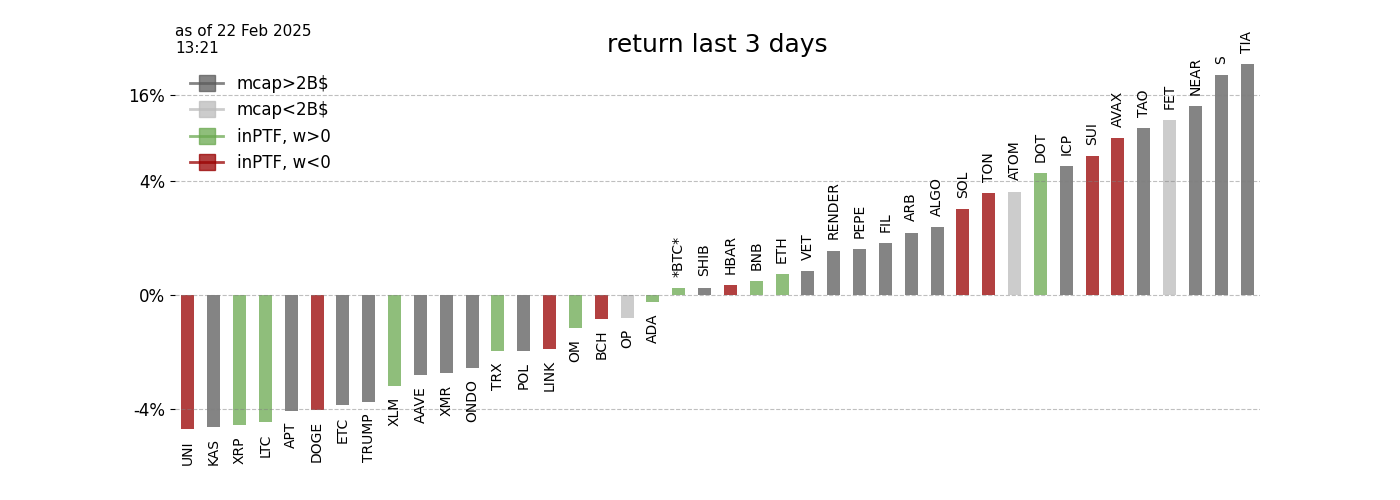 as of 22 Feb 2025
13:21
return last 3 days
mcap>2B$
mcap<2B$
inPTF, w>0
inPTF, w<0
16%
4%
0%
-4%
UNI
KAS
XRP
LTC
APT
DOGE
ETC
TRUMP
XLM
AAVE
XMR
ONDO
TRX
POL
LINK
OM
BCH
OP
ADA
*BTC*
SHIB
HBAR
BNB
ETH
VET
RENDER
PEPE
FIL
ARB
ALGO
SOL
TON
ATOM
DOT
ICP
SUI
AVAX
TAO
FET
NEAR
S
TIA